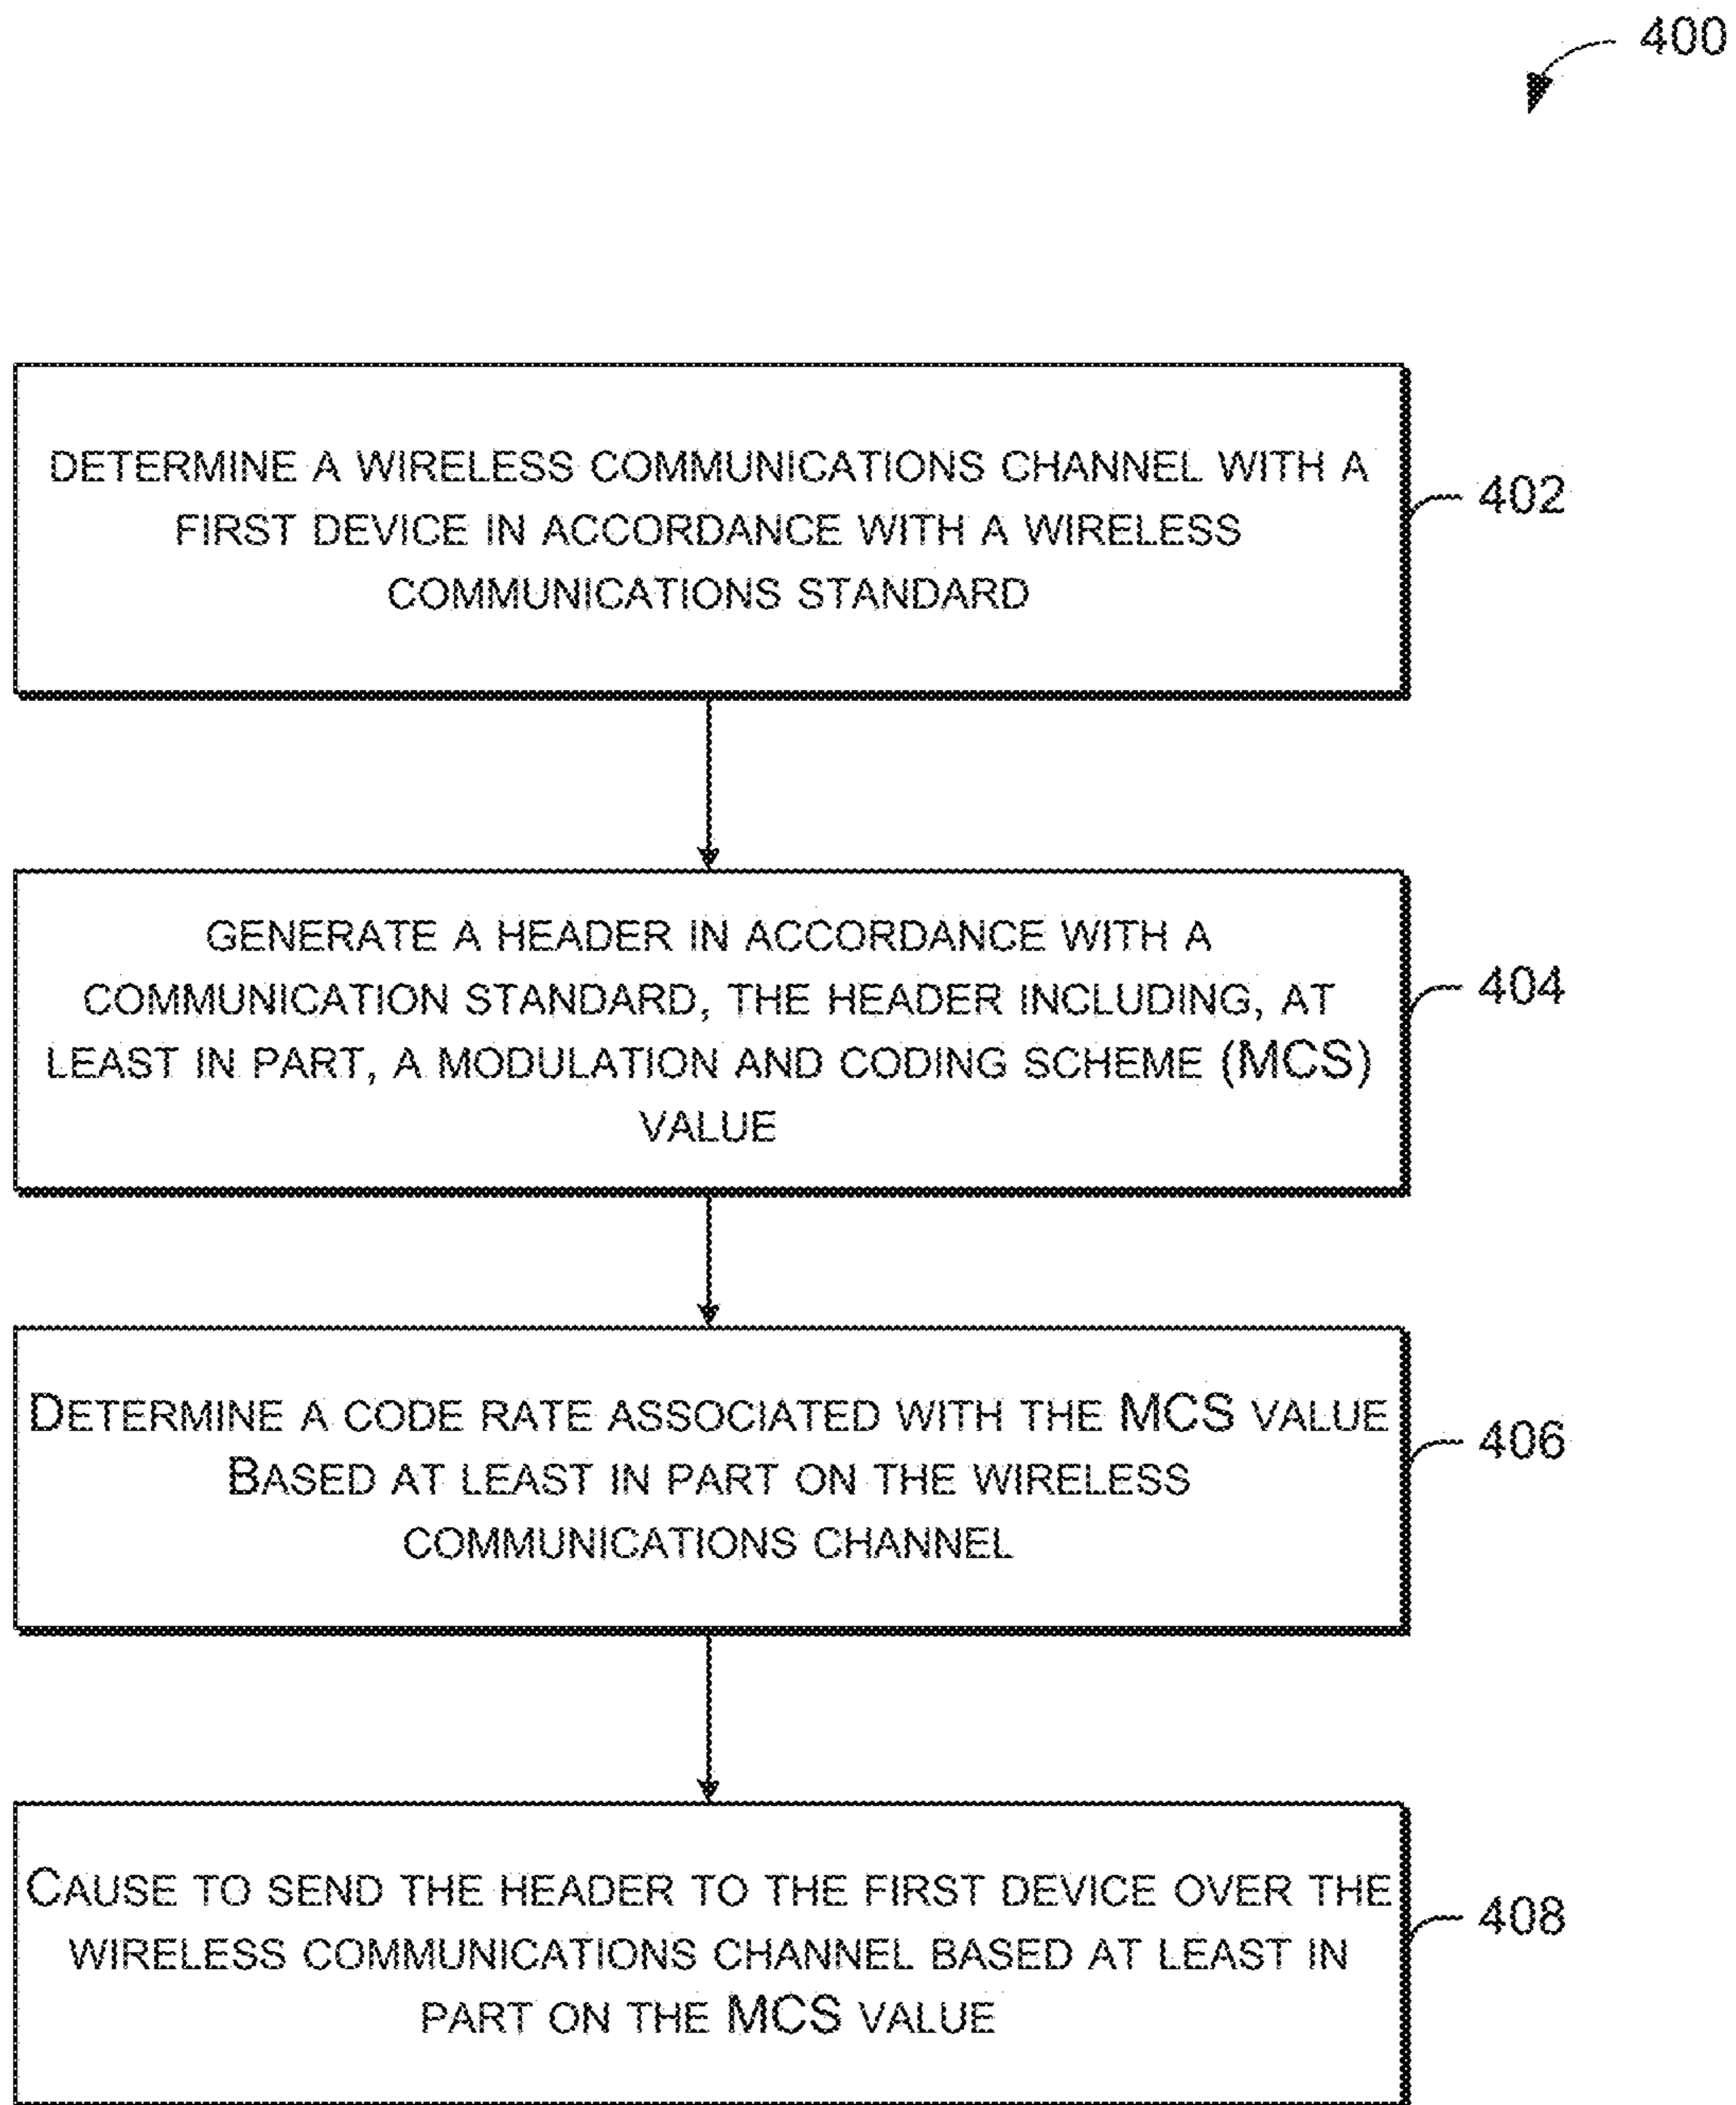 400
DETERMINE A WIRELESS COMMUNICATIONS CHANNEL WITH A
FIRST DEVICE IN ACCORDANCE WITH A WIRELESS
COMMUNICATIONS STANDARD
402
GENERATE A HEADER IN ACCORDANCE WITH A
COMMUNICATION STANDARD, THE HEADER INCLUDING, AT
LEAST IN PART, A MODULATION AND CODING SCHEME (MCS)
VALUE
404
DETERMINE A CODE RATE ASSOCIATED WITH THE MCS VALUE
BASED AT LEAST IN PART ON THE WIRELESS
COMMUNICATIONS CHANNEL
406
CAUSE TO SEND THE HEADER TO THE FIRST DEVICE OVER THE
WIRELESS COMMUNICATIONS CHANNEL BASED AT LEAST IN
PART ON THE MCS VALUE
408